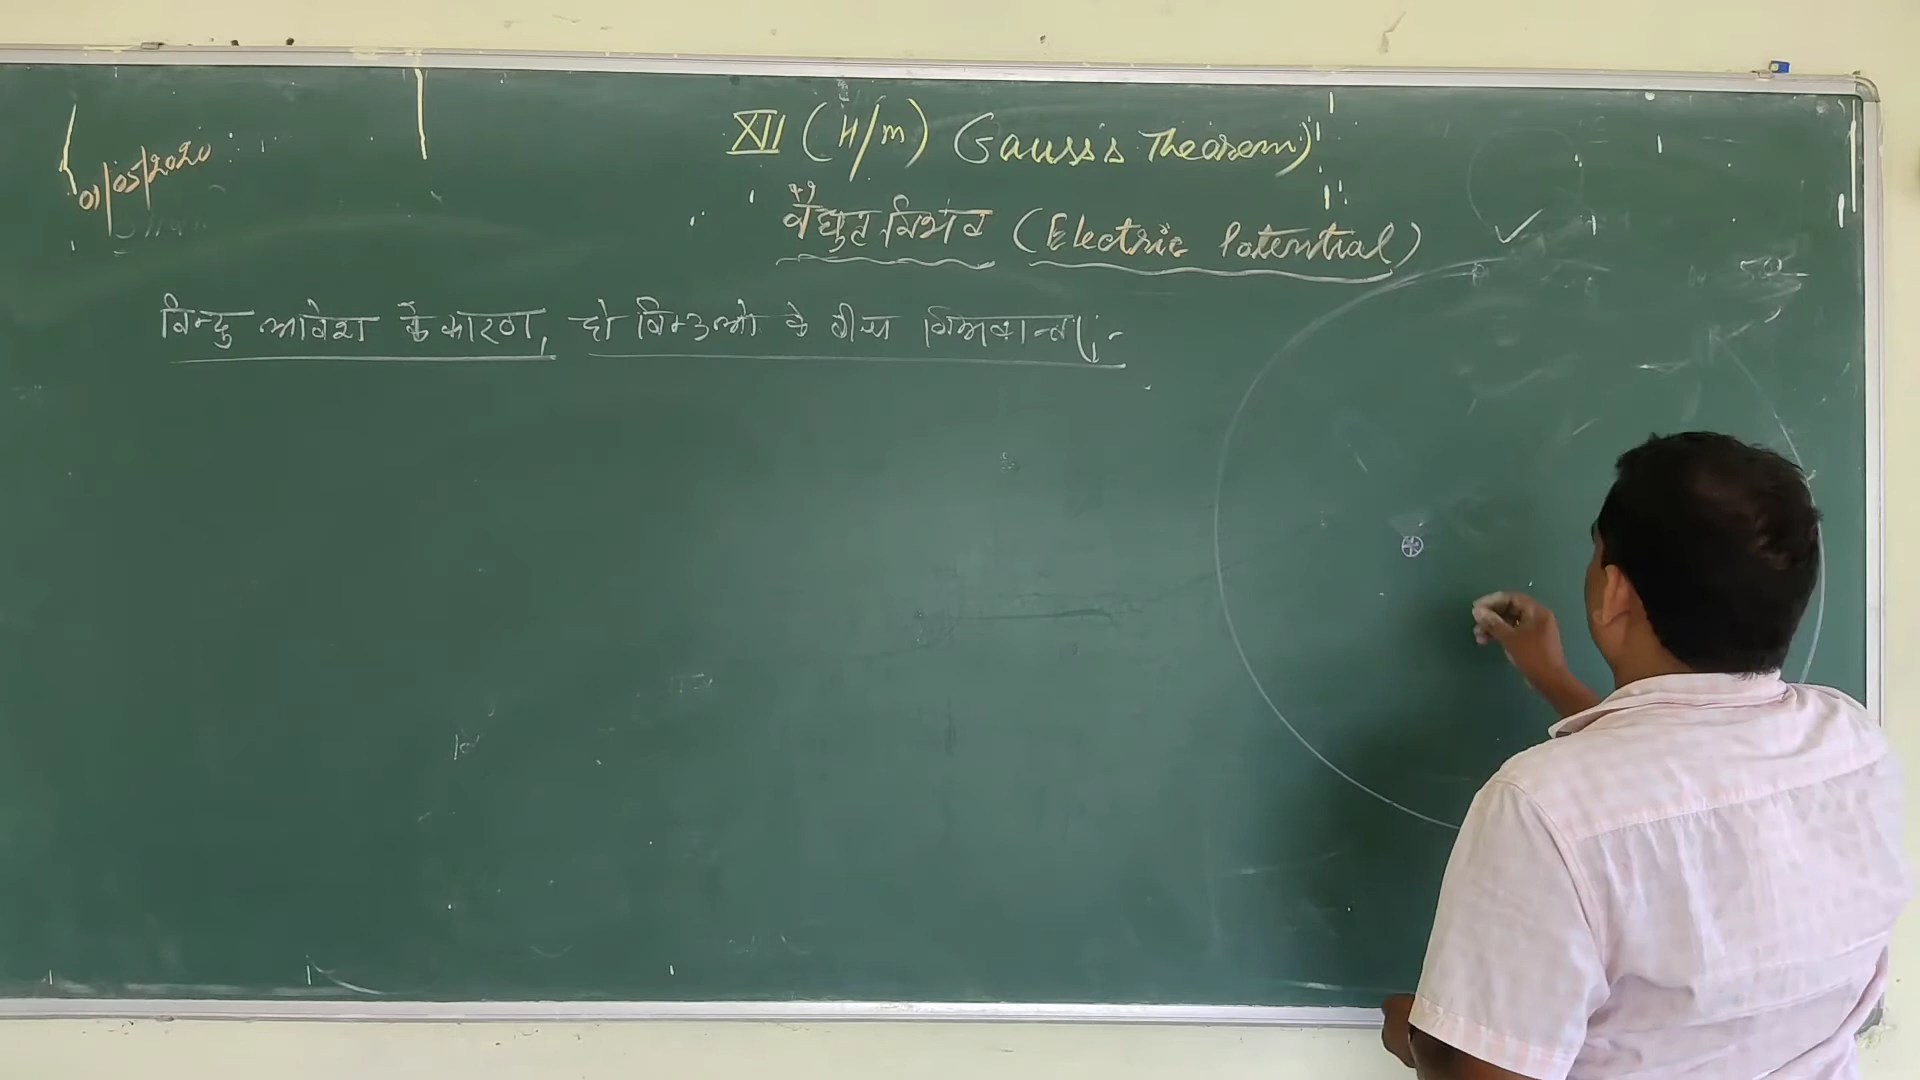 01/05/2020
XII (H/m) (Gauss's Theorem)
वैद्युत विभव (Electric Potential)
विन्दु आवेश के कारण, दो विन्दुओ के बीच विभवान्तर :-